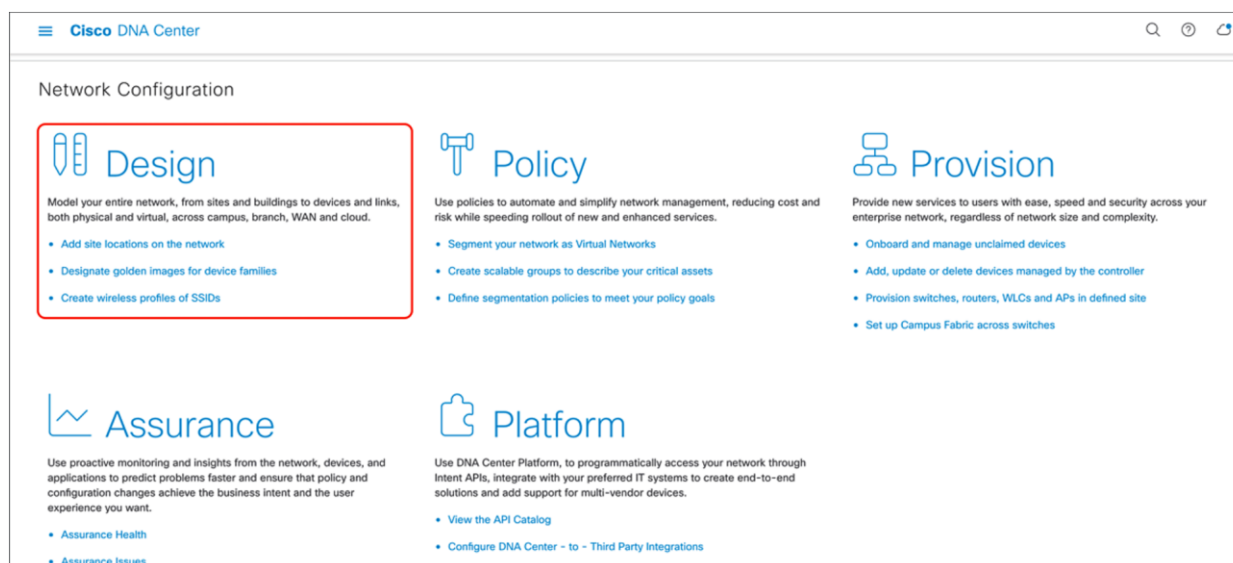 Cisco DNA Center
Network Configuration
Design
Model your entire network, from sites and buildings to devices and links,
both physical and virtual, across campus, branch, WAN and cloud.
• Add site locations on the network
• Designate golden images for device families
• Create wireless profiles of SSIDs
Policy
Use policies to automate and simplify network management, reducing cost and
risk while speeding rollout of new and enhanced services.
• Segment your network as Virtual Networks
• Create scalable groups to describe your critical assets
• Define segmentation policies to meet your policy goals
Provision
Provide new services to users with ease, speed and security across your
enterprise network, regardless of network size and complexity.
• Onboard and manage unclaimed devices
• Add, update or delete devices managed by the controller
• Provision switches, routers, WLCs and APs in defined site
• Set up Campus Fabric across switches
Assurance
Use proactive monitoring and insights from the network, devices, and
applications to predict problems faster and ensure that policy and
configuration changes achieve the business intent and the user
experience you want.
• Assurance Health
• Assurance Issues
Platform
Use DNA Center Platform, to programmatically access your network through
Intent APIs, integrate with your preferred IT systems to create end-to-end
solutions and add support for multi-vendor devices.
• View the API Catalog
• Configure DNA Center - to - Third Party Integrations